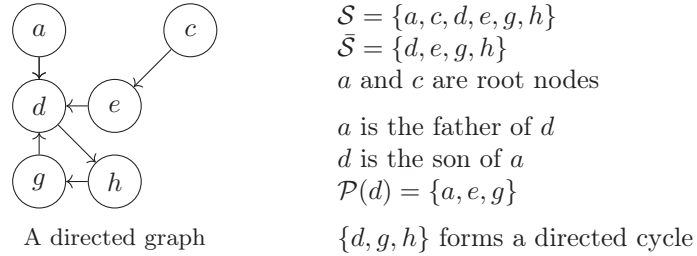 a
c
d
e
g
h
A directed graph
𝒮 = {a, c, d, e, g, h}
𝒮̄ = {d, e, g, h}
a and c are root nodes
a is the father of d
d is the son of a
𝒫(d) = {a, e, g}
{d, g, h} forms a directed cycle